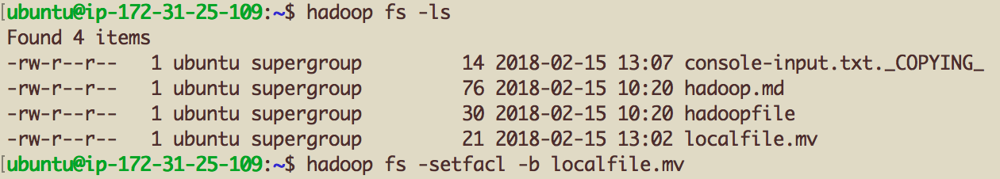 [ubuntu@ip-172-31-25-109:~$ hadoop fs -ls
Found 4 items
-rw-r--r--   1 ubuntu supergroup         14 2018-02-15 13:07 console-input.txt._COPYING_
-rw-r--r--   1 ubuntu supergroup         76 2018-02-15 10:20 hadoop.md
-rw-r--r--   1 ubuntu supergroup         30 2018-02-15 10:20 hadoopfile
-rw-r--r--   1 ubuntu supergroup         21 2018-02-15 13:02 localfile.mv
[ubuntu@ip-172-31-25-109:~$ hadoop fs -setfacl -b localfile.mv